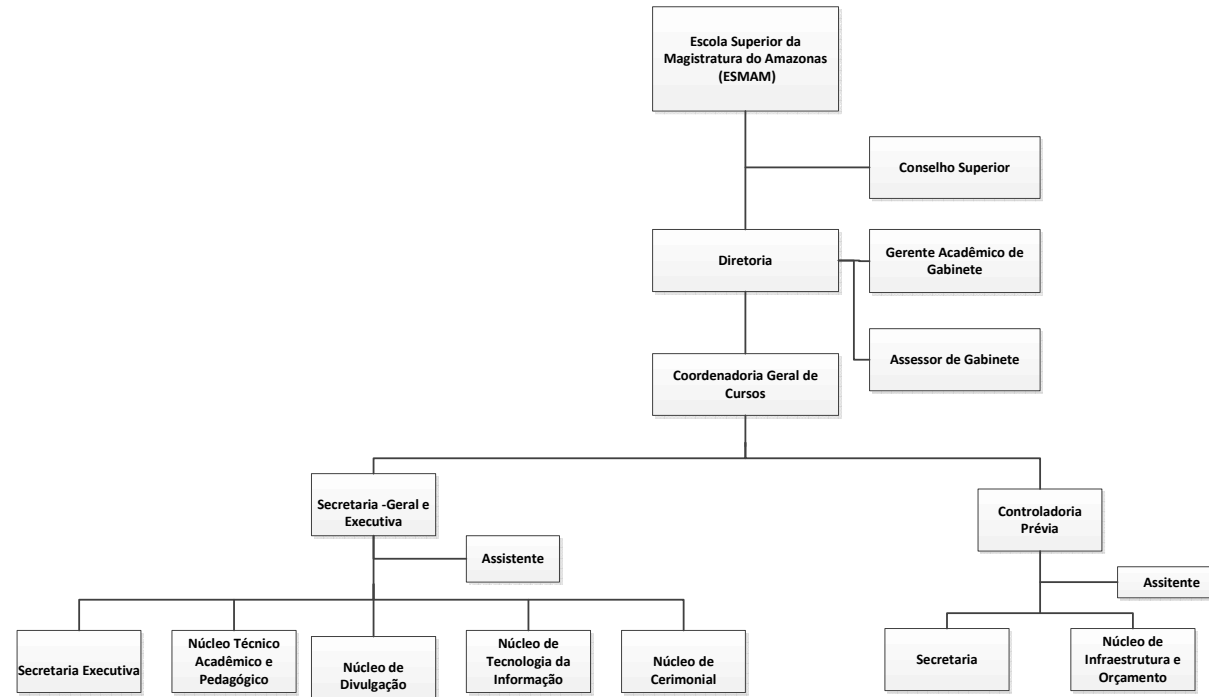 Escola Superior da
Magistratura do Amazonas
(ESMAM)
Conselho Superior
Diretoria
Gerente Acadêmico de
Gabinete
Assessor de Gabinete
Coordenadoria Geral de
Cursos
Secretaria -Geral e
Executiva
Controladoria
Prévia
Assistente
Assitente
Secretaria Executiva
Núcleo Técnico
Acadêmico e
Pedagógico
Núcleo de
Divulgação
Núcleo de
Tecnologia da
Informação
Núcleo de
Cerimonial
Secretaria
Núcleo de
Infraestrutura e
Orçamento